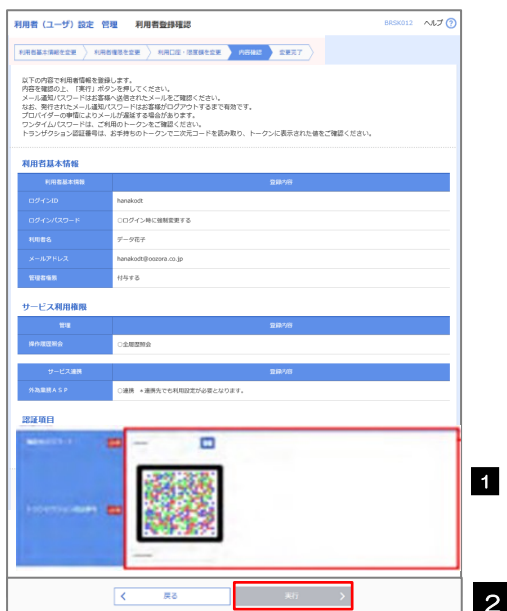 利用者（ユーザ）設定 管理 利用者登録確認
BRSK012 ヘルプ ?
利用者基本情報を変更 利用者権限を変更 利用口座・限度額を変更 内容確認 変更完了
以下の内容で利用者情報を登録します。
内容を確認の上、「実行」ボタンを押してください。
メール通知パスワードはお客様へ送信されたメールをご確認ください。
なお、発行されたメール通知パスワードはお客様がログアウトするまで有効です。
プロバイダーの事情によりメールが遅延する場合があります。
ワンタイムパスワードは、ご利用のトークンをご確認ください。
トランザクション認証番号は、お手持ちのトークンで二次元コードを読み取り、トークンに表示された値をご確認ください。
利用者基本情報
利用者基本情報 登録内容
ログインID hanakodt
ログインパスワード ○ログイン時に強制変更する
利用者名 データ花子
メールアドレス hanakodt@oozora.co.jp
管理者権限 付与する
サービス利用権限
管理 登録内容
操作履歴照会 ○全履歴照会
サービス連携 登録内容
外為業務ASP ○連携 ＊連携先でも利用設定が必要となります。
認証項目
トランザクション認証番号
1
戻る 実行
2